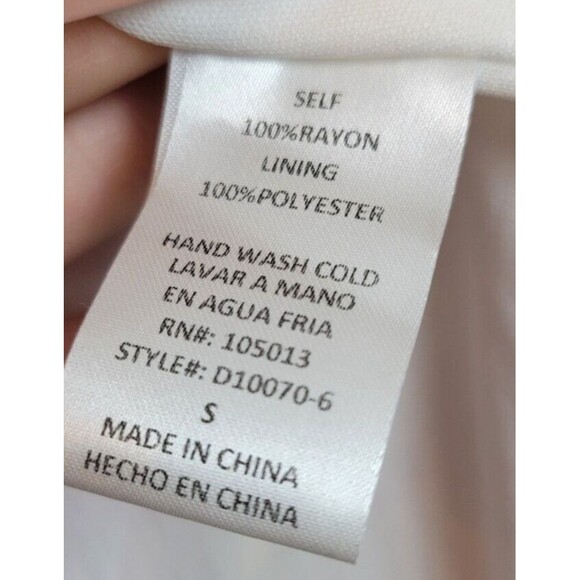 SELF
100%RAYON
LINING
100%POLYESTER
HAND WASH COLD
LAVAR A MANO
EN AGUA FRIA
RN#: 105013
STYLE#: D10070-6
S
MADE IN CHINA
HECHO EN CHINA